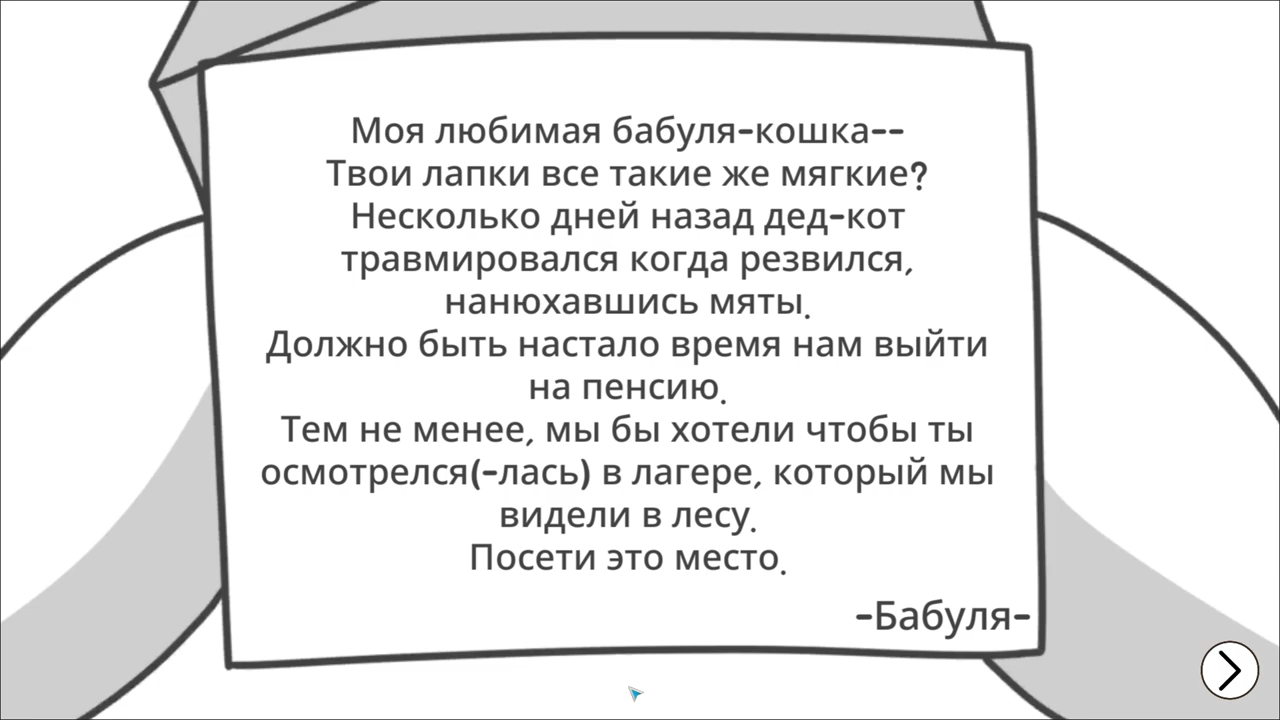 Моя любимая бабуля-кошка--
Твои лапки все такие же мягкие?
Несколько дней назад дед-кот
травмировался когда резвился,
нанюхавшись мяты.
Должно быть настало время нам выйти
на пенсию.
Тем не менее, мы бы хотели чтобы ты
осмотрелся(-лась) в лагере, который мы
видели в лесу.
Посети это место.
-Бабуля-